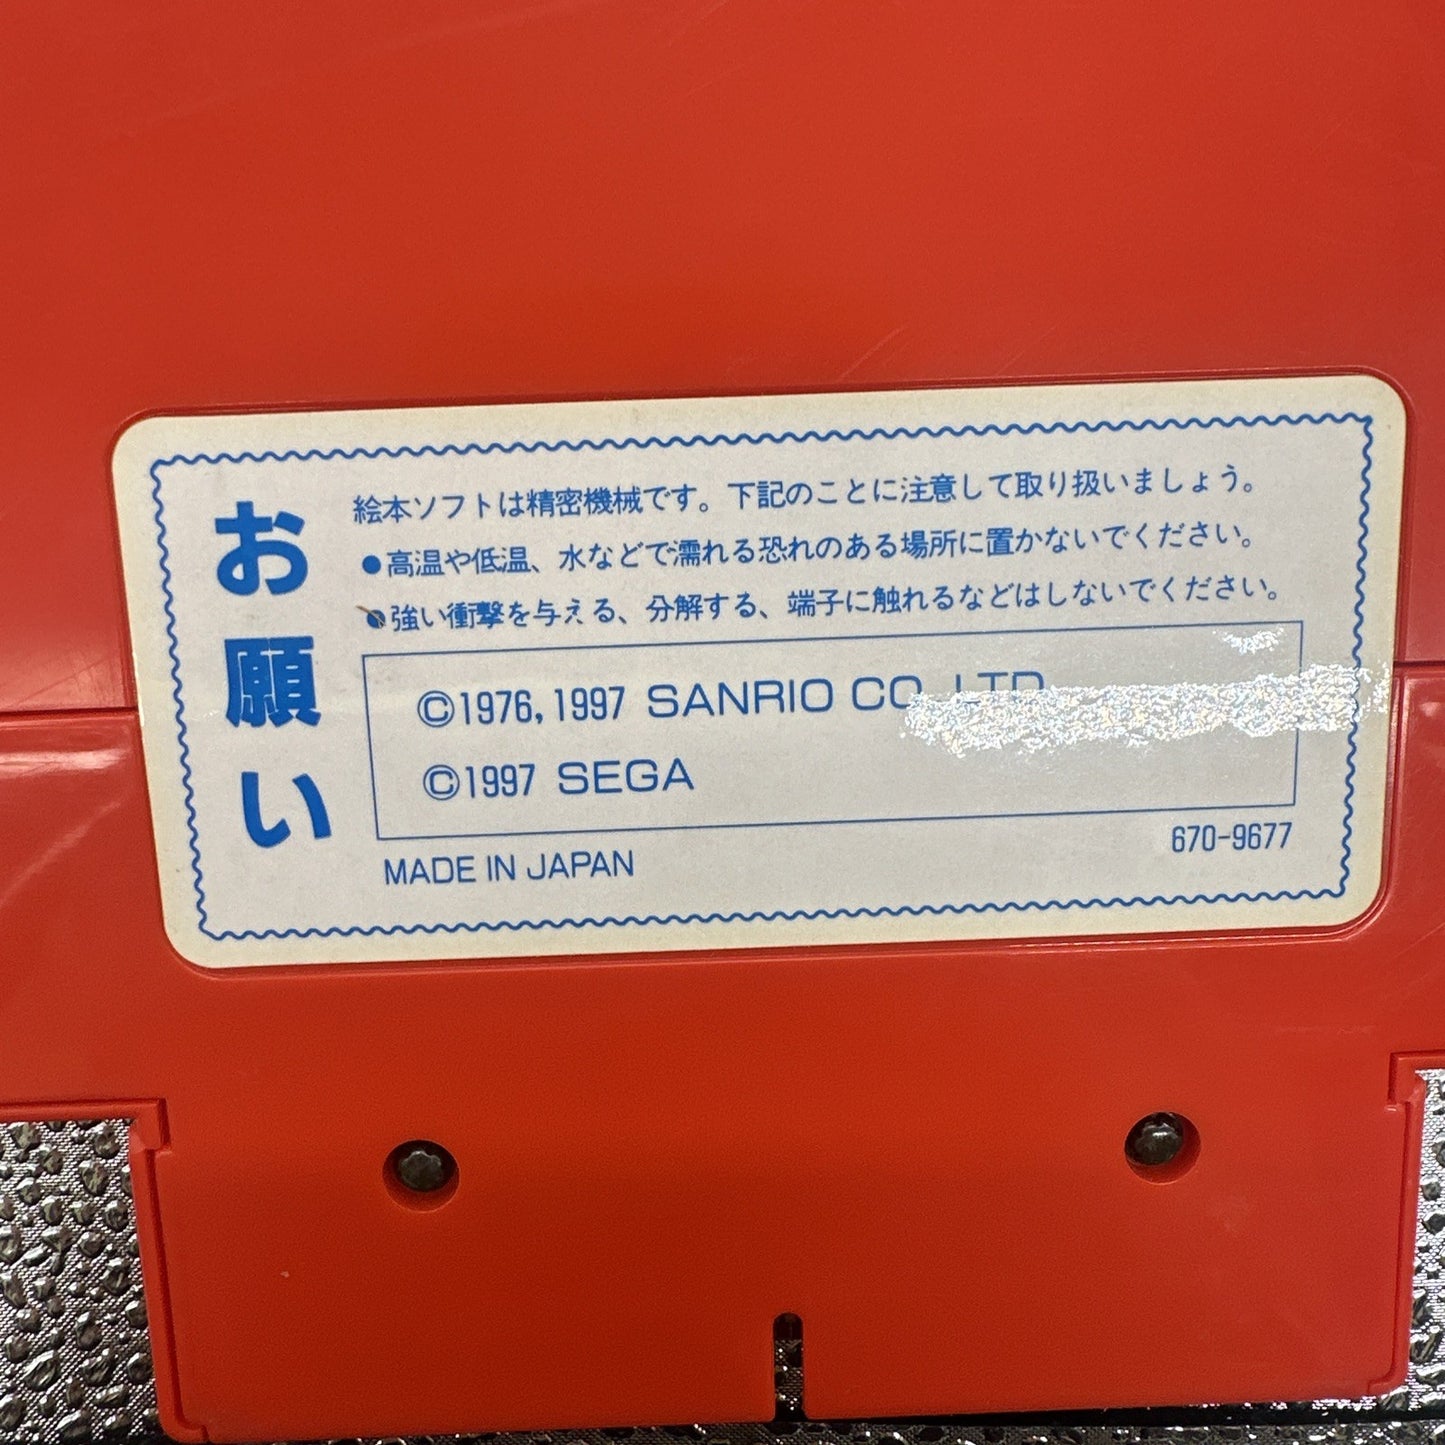 お願い
絵本ソフトは精密機械です。下記のことに注意して取り扱いましょう。
●高温や低温、水などで濡れる恐れのある場所に置かないでください。
●強い衝撃を与える、分解する、端子に触れるなどはしないでください。
©1976,1997 SANRIO CO.,LTD.
©1997 SEGA
MADE IN JAPAN
670-9677